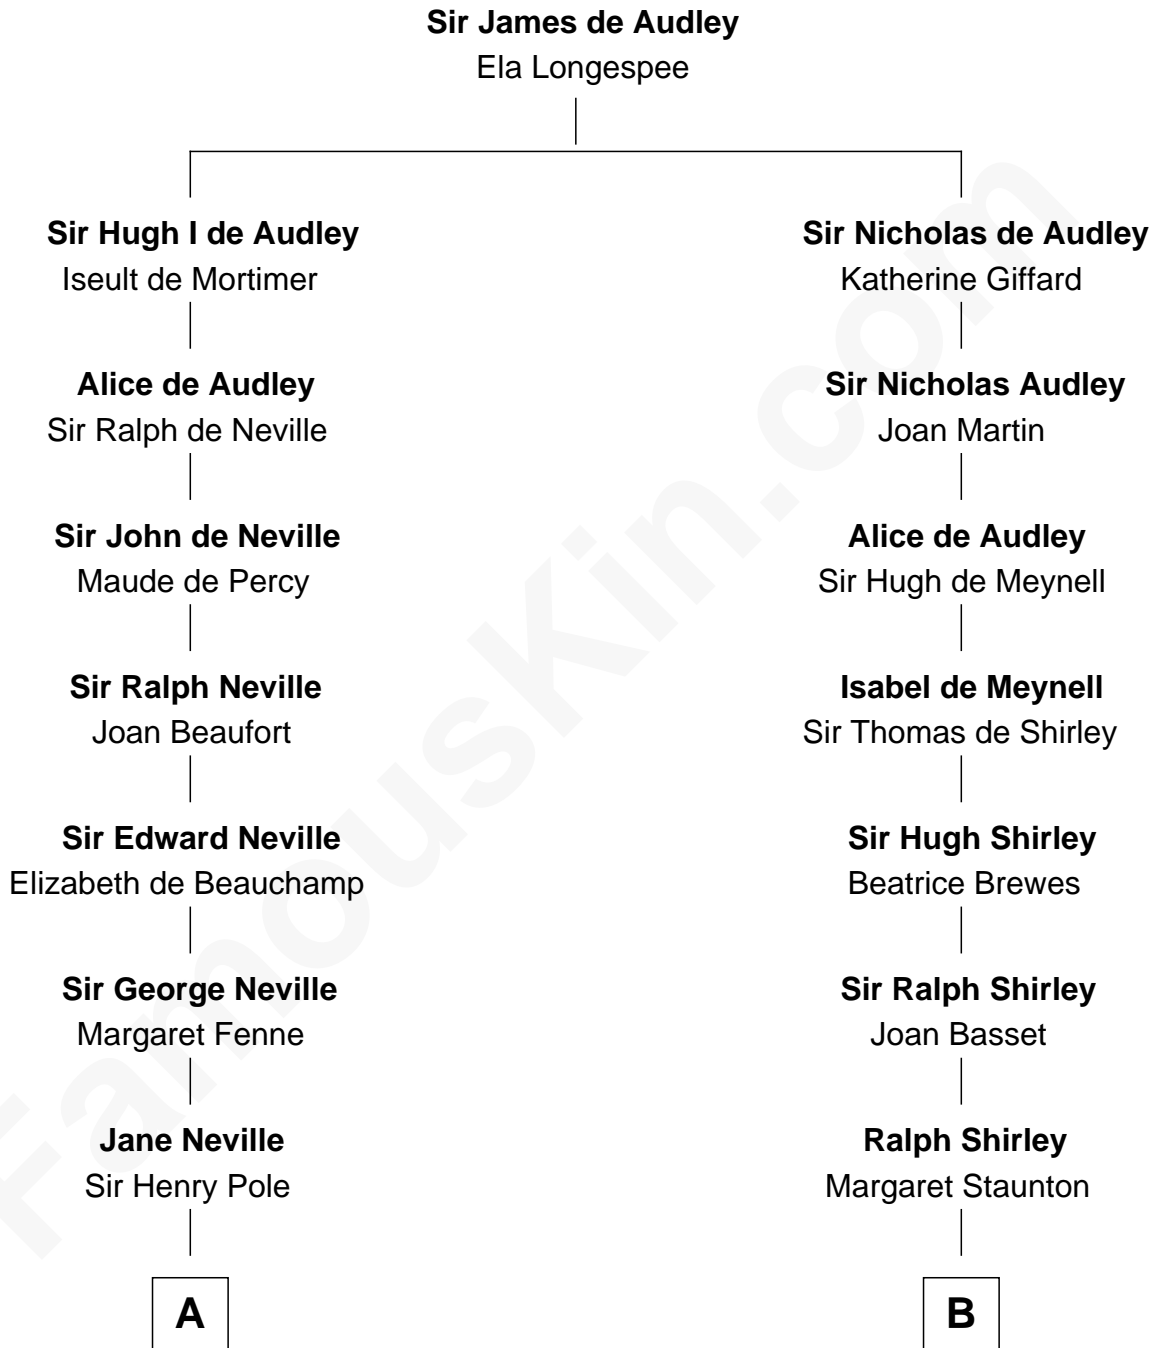 Sir James de Audley
Ela Longespee
Sir Hugh I de Audley
Iseult de Mortimer
Sir Nicholas de Audley
Katherine Giffard
Alice de Audley
Sir Ralph de Neville
Sir Nicholas Audley
Joan Martin
Sir John de Neville
Maude de Percy
Alice de Audley
Sir Hugh de Meynell
Sir Ralph Neville
Joan Beaufort
Isabel de Meynell
Sir Thomas de Shirley
Sir Edward Neville
Elizabeth de Beauchamp
Sir Hugh Shirley
Beatrice Brewes
Sir George Neville
Margaret Fenne
Sir Ralph Shirley
Joan Basset
Jane Neville
Sir Henry Pole
Ralph Shirley
Margaret Staunton
A
B
FamousKin.com